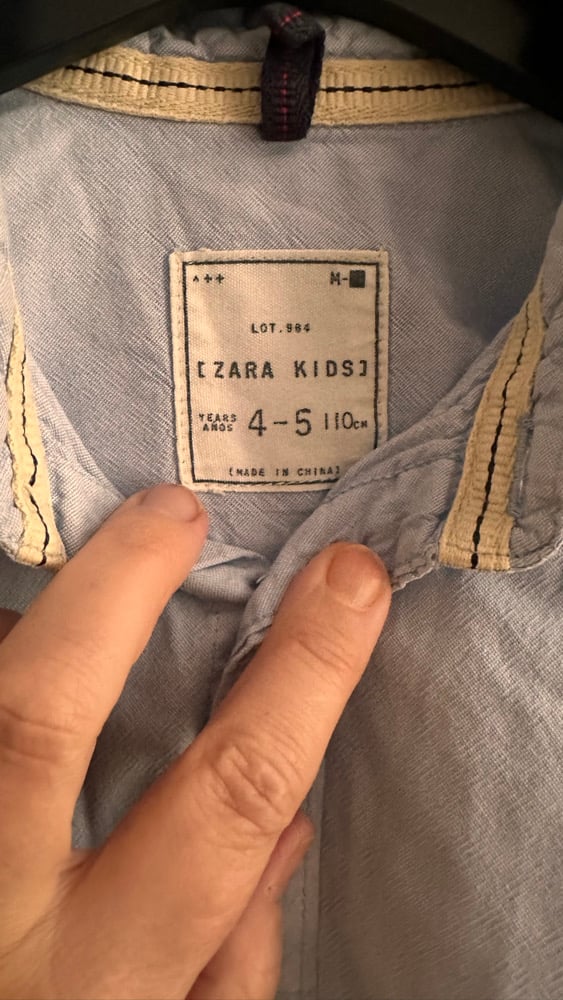 ^++ M-■
LOT.984
[ZARA KIDS]
YEARS
AÑOS 4-5 110CM
[MADE IN CHINA]